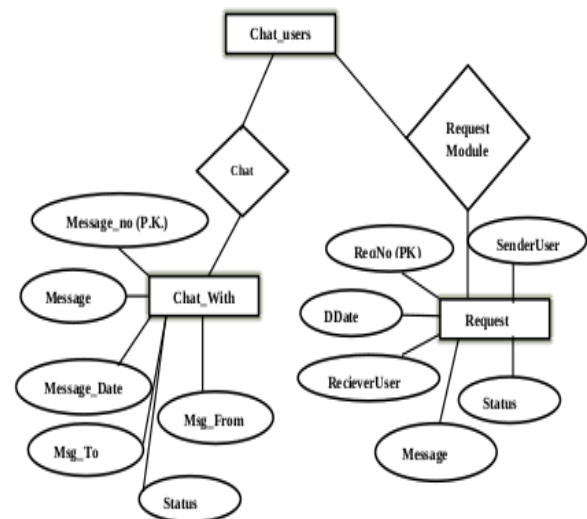 Chat_users
Request
Module
Chat
Message_no (P.K.)
ReqNo (PK)
SenderUser
Message
Chat_With
DDate
Request
Message_Date
RecieverUser
Msg_From
Status
Msg_To
Message
Status